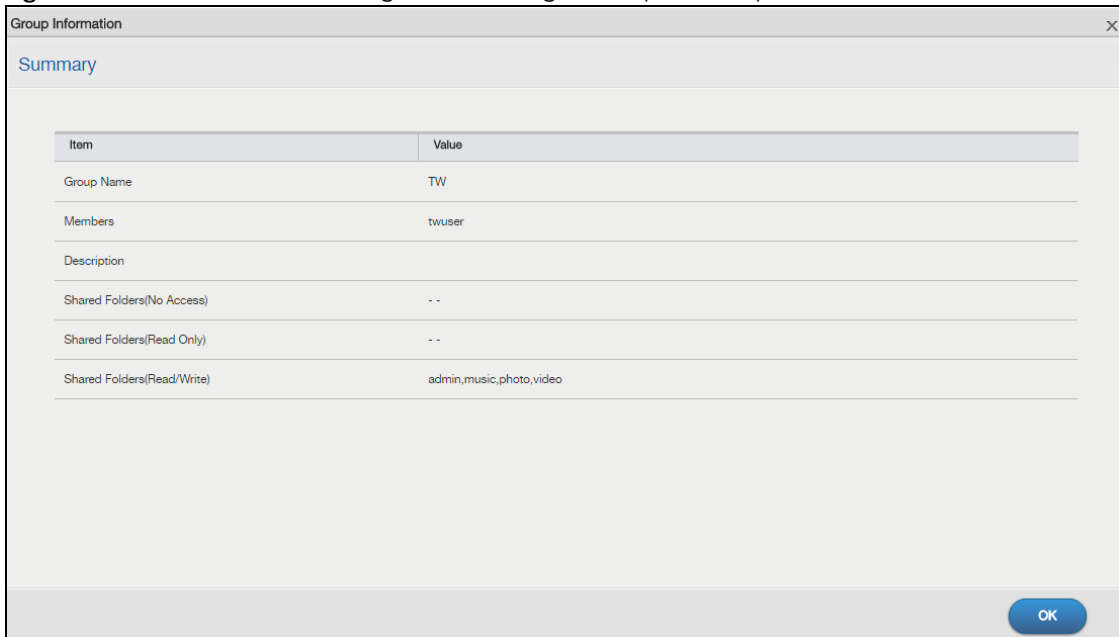 Group Information X
Summary
Item Value
Group Name TW
Members twuser
Description
Shared Folders(No Access) - -
Shared Folders(Read Only) - -
Shared Folders(Read/Write) admin,music,photo,video
OK